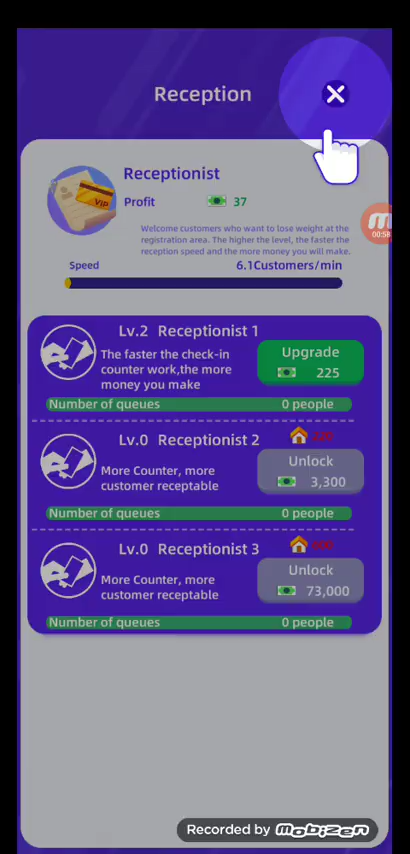 Reception
Receptionist
VIP
Profit 37
Welcome customers who want to lose weight at the
registration area. The higher the level, the faster the
reception speed and the more money you will make.
00:58
Speed 6.1Customers/min
Lv.2 Receptionist 1
The faster the check-in
counter work,the more
money you make
Upgrade
225
Number of queues 0 people
Lv.0 Receptionist 2
More Counter, more
customer receptable
Unlock
3,300
Number of queues 0 people
Lv.0 Receptionist 3
More Counter, more
customer receptable
Unlock
73,000
Number of queues 0 people
Recorded by Mobizen